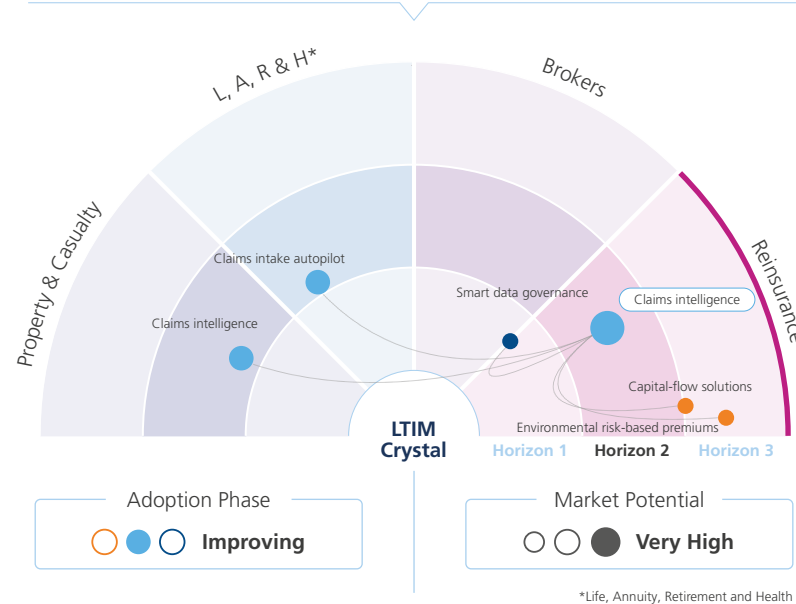 L, A, R & H*
Brokers
Property & Casualty
Reinsurance
Claims intake autopilot
Smart data governance
Claims intelligence
Claims intelligence
Capital-flow solutions
Environmental risk-based premiums
LTIM
Crystal
Horizon 1
Horizon 2
Horizon 3
Adoption Phase
Improving
Market Potential
Very High
*Life, Annuity, Retirement and Health